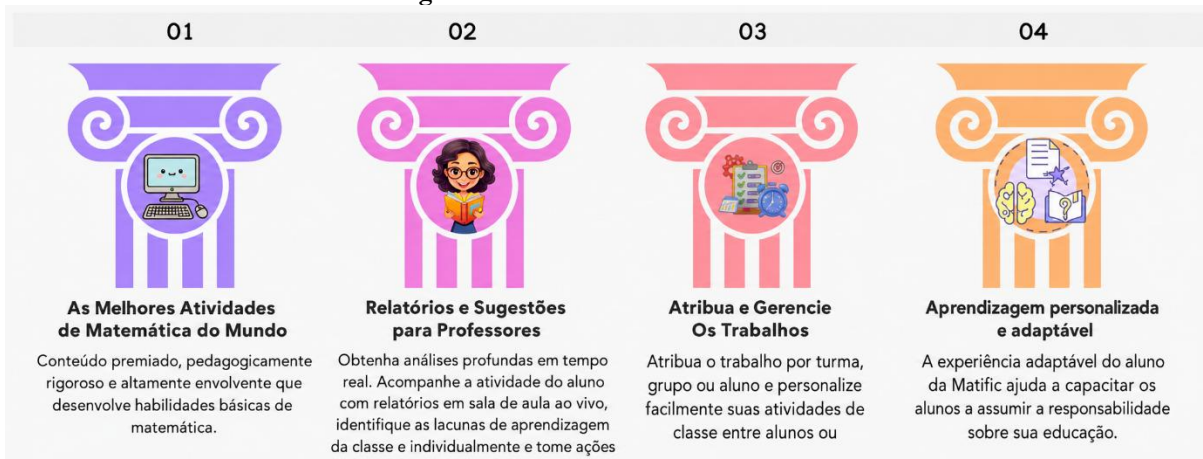 01
As Melhores Atividades
de Matemática do Mundo
Conteúdo premiado, pedagogicamente
rigoroso e altamente envolvente que
desenvolve habilidades básicas de
matemática.
02
Relatórios e Sugestões
para Professores
Obtenha análises profundas em tempo
real. Acompanhe a atividade do aluno
com relatórios em sala de aula ao vivo,
identifique as lacunas de aprendizagem
da classe e individualmente e tome ações
03
Atribua e Gerencie
Os Trabalhos
Atribua o trabalho por turma,
grupo ou aluno e personalize
facilmente suas atividades de
classe entre alunos ou
04
Aprendizagem personalizada
e adaptável
A experiência adaptável do aluno
da Matific ajuda a capacitar os
alunos a assumir a responsabilidade
sobre sua educação.